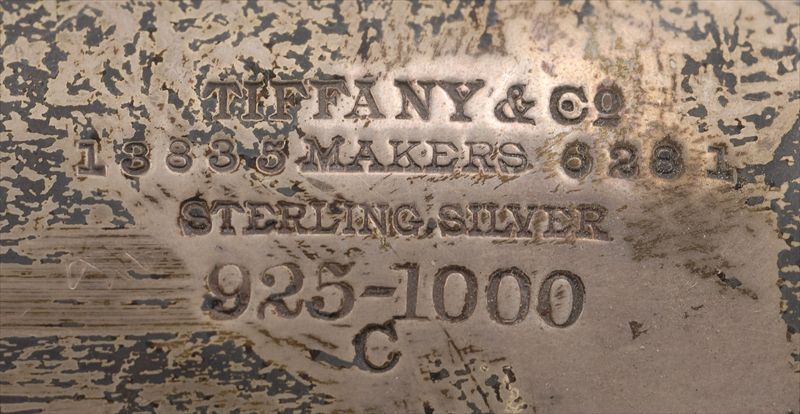 TIFFANY & Co
13835 MAKERS 6281
STERLING SILVER
925-1000
C